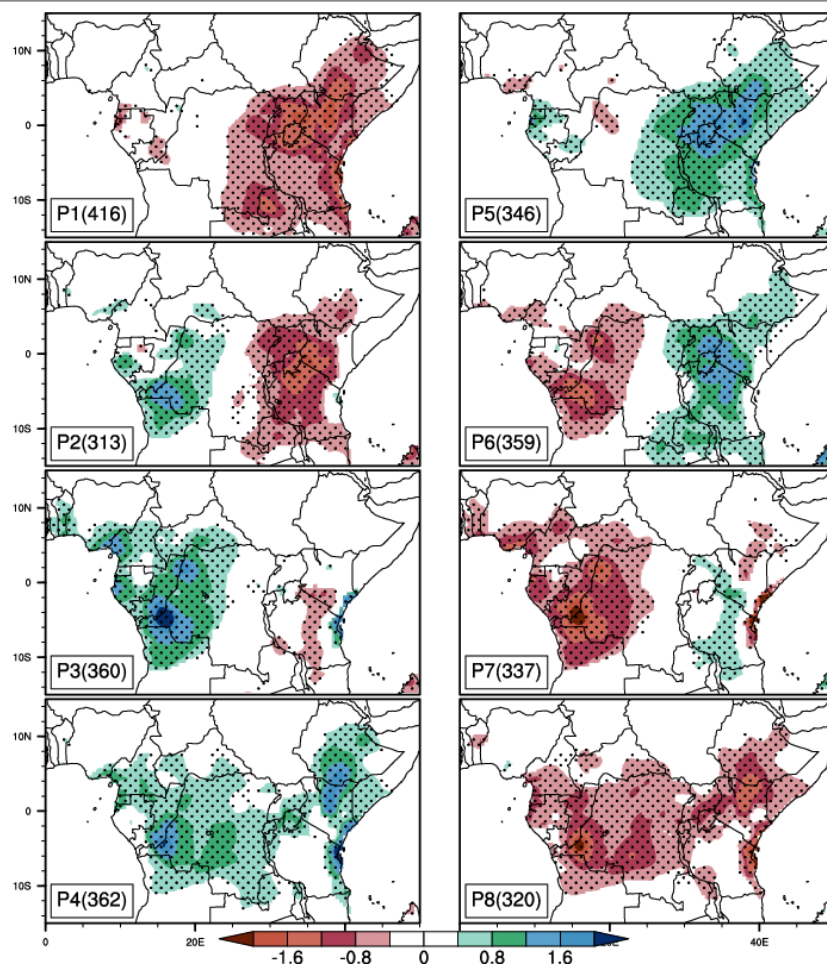 10N
0
10S
P1(416)
P5(346)
10N
0
10S
P2(313)
P6(359)
10N
0
10S
P3(360)
P7(337)
10N
0
10S
P4(362)
P8(320)
0 20E 40E
-1.6 -0.8 0 0.8 1.6